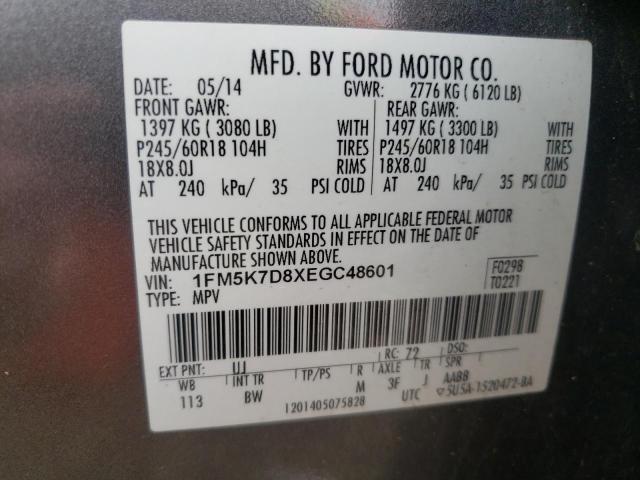 MFD. BY FORD MOTOR CO.
DATE: 05/14 GVWR: 2776 KG ( 6120 LB)
FRONT GAWR: REAR GAWR:
1397 KG ( 3080 LB) WITH 1497 KG ( 3300 LB) WITH
P245/60R18 104H TIRES P245/60R18 104H TIRES
18X8.0J RIMS 18X8.0J RIMS
AT 240 kPa/ 35 PSI COLD AT 240 kPa/ 35 PSI COLD
THIS VEHICLE CONFORMS TO ALL APPLICABLE FEDERAL MOTOR
VEHICLE SAFETY STANDARDS IN EFFECT ON THE DATE OF
MANUFACTURE SHOWN ABOVE.
VIN: 1FM5K7D8XEGC48601 F0298
TYPE: MPV T0221
EXT PNT: UJ RC: 72 DSO:
WB INT TR TP/PS R AXLE TR SPR
113 BW M 3F J AABB
1201405075828 UTC ▽5U5A-1520472-BA